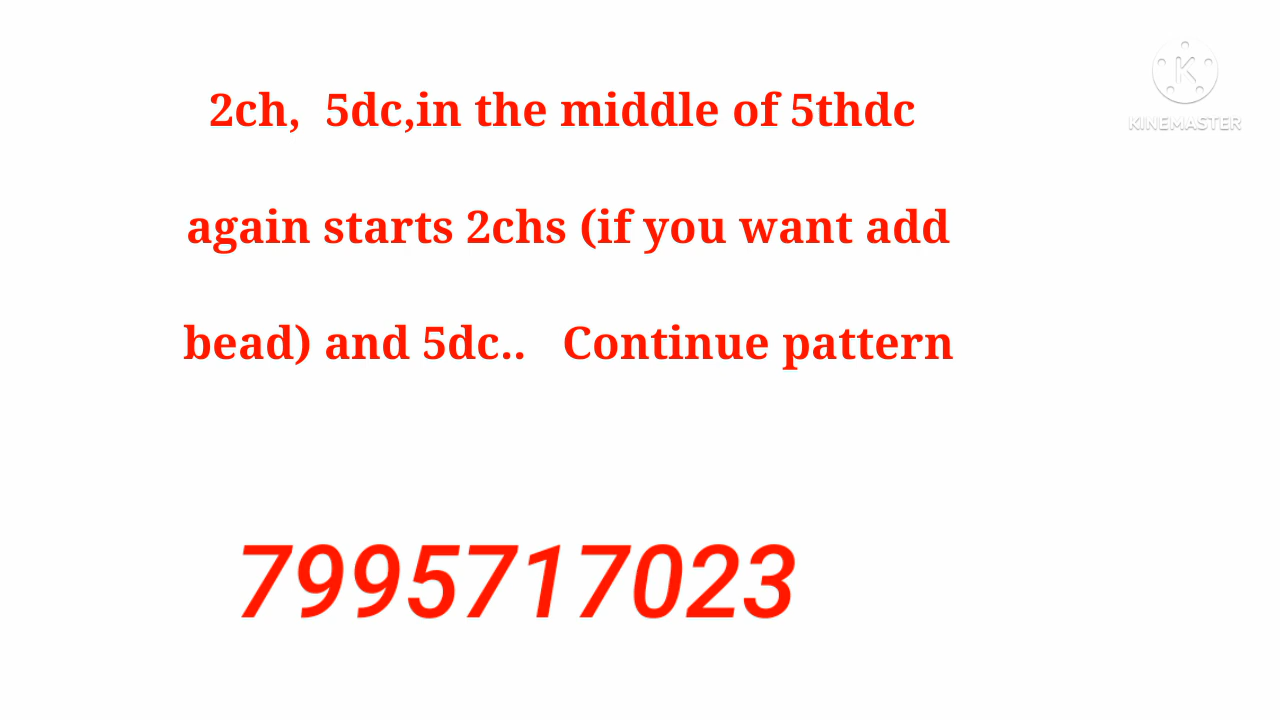 2ch, 5dc,in the middle of 5thdc
again starts 2chs (if you want add
bead) and 5dc.. Continue pattern
7995717023
KINEMASTER